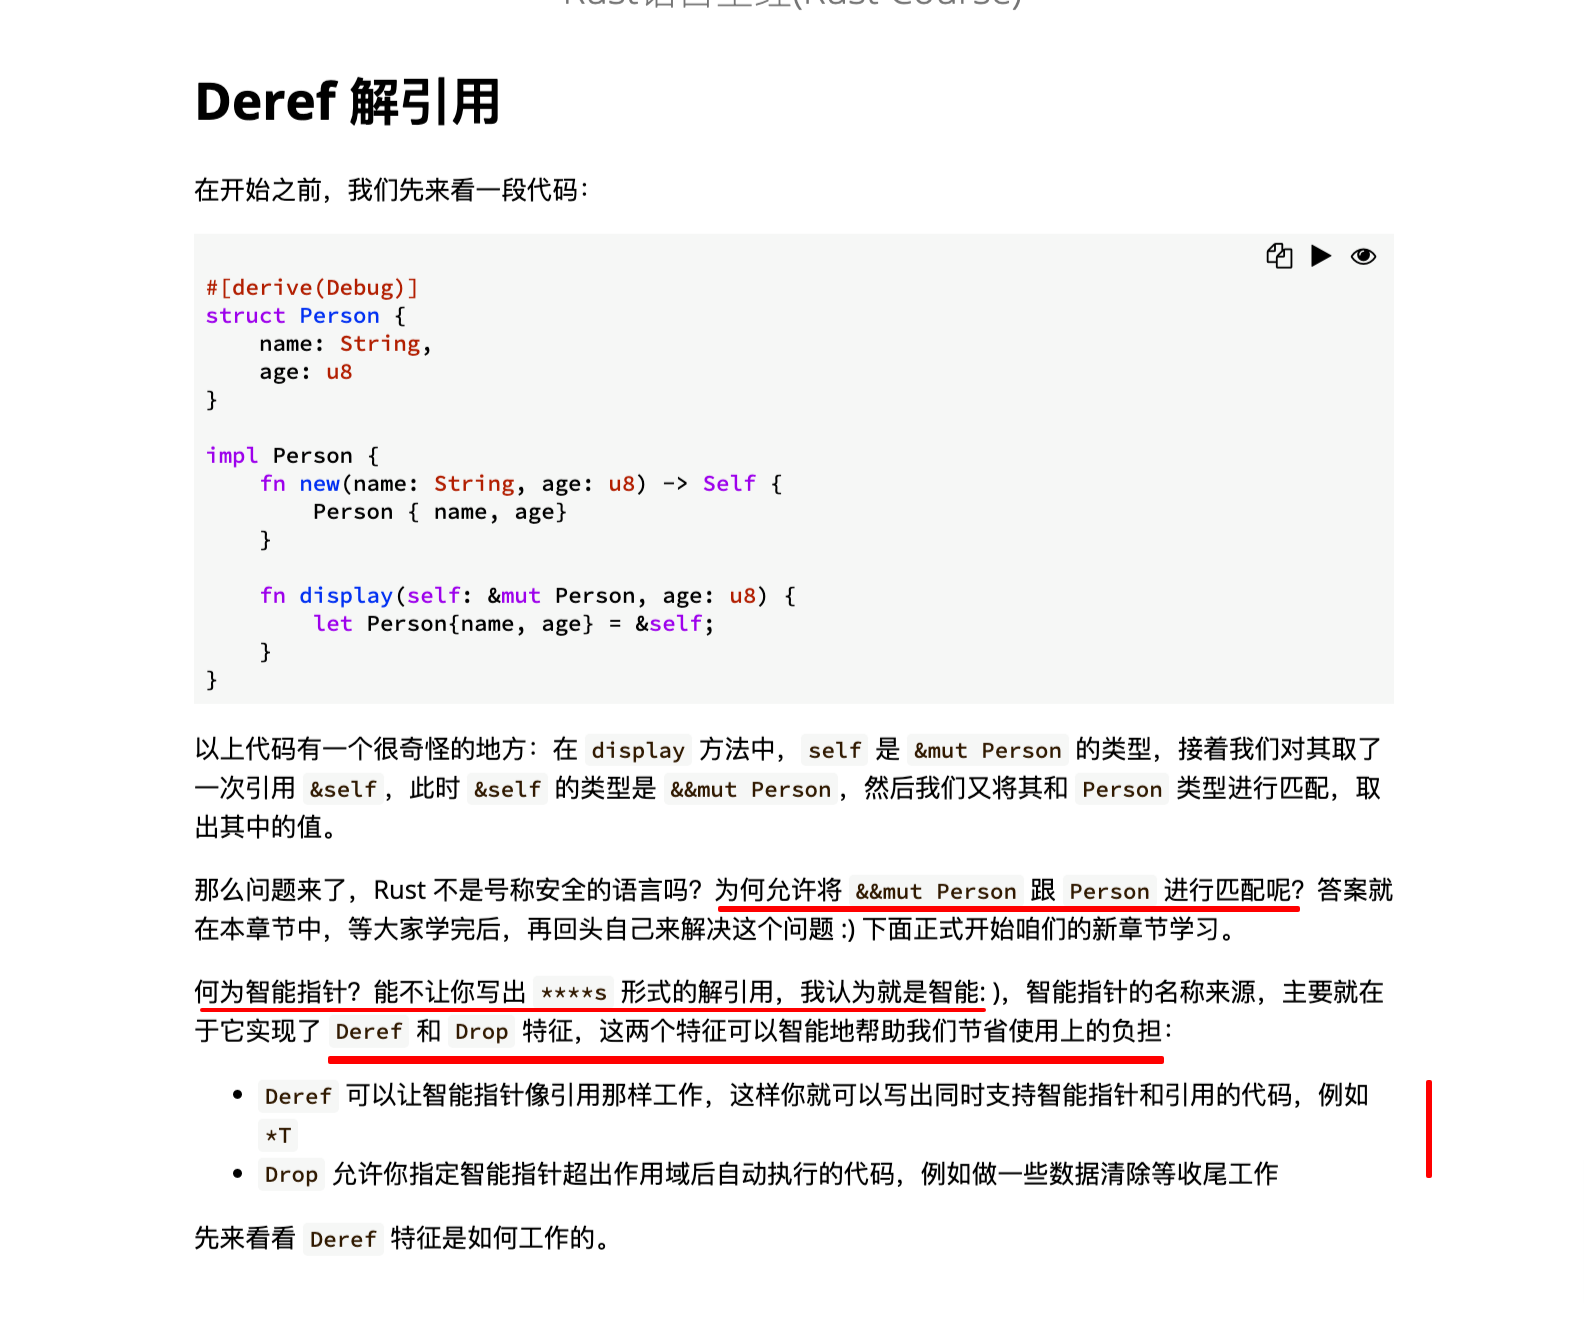 Rust语言圣经(Rust Course)
Deref 解引用
在开始之前，我们先来看一段代码：
#[derive(Debug)]
struct Person {
    name: String,
    age: u8
}
impl Person {
    fn new(name: String, age: u8) -> Self {
        Person { name, age}
    }
    fn display(self: &mut Person, age: u8) {
        let Person{name, age} = &self;
    }
}
以上代码有一个很奇怪的地方：在 display 方法中，self 是 &mut Person 的类型，接着我们对其取了
一次引用 &self，此时 &self 的类型是 &&mut Person，然后我们又将其和 Person 类型进行匹配，取
出其中的值。
那么问题来了，Rust 不是号称安全的语言吗？为何允许将 &&mut Person 跟 Person 进行匹配呢？答案就
在本章节中，等大家学完后，再回头自己来解决这个问题 :) 下面正式开始咱们的新章节学习。
何为智能指针？能不让你写出 ****s 形式的解引用，我认为就是智能: )，智能指针的名称来源，主要就在
于它实现了 Deref 和 Drop 特征，这两个特征可以智能地帮助我们节省使用上的负担：
• Deref 可以让智能指针像引用那样工作，这样你就可以写出同时支持智能指针和引用的代码，例如
*T
• Drop 允许你指定智能指针超出作用域后自动执行的代码，例如做一些数据清除等收尾工作
先来看看 Deref 特征是如何工作的。